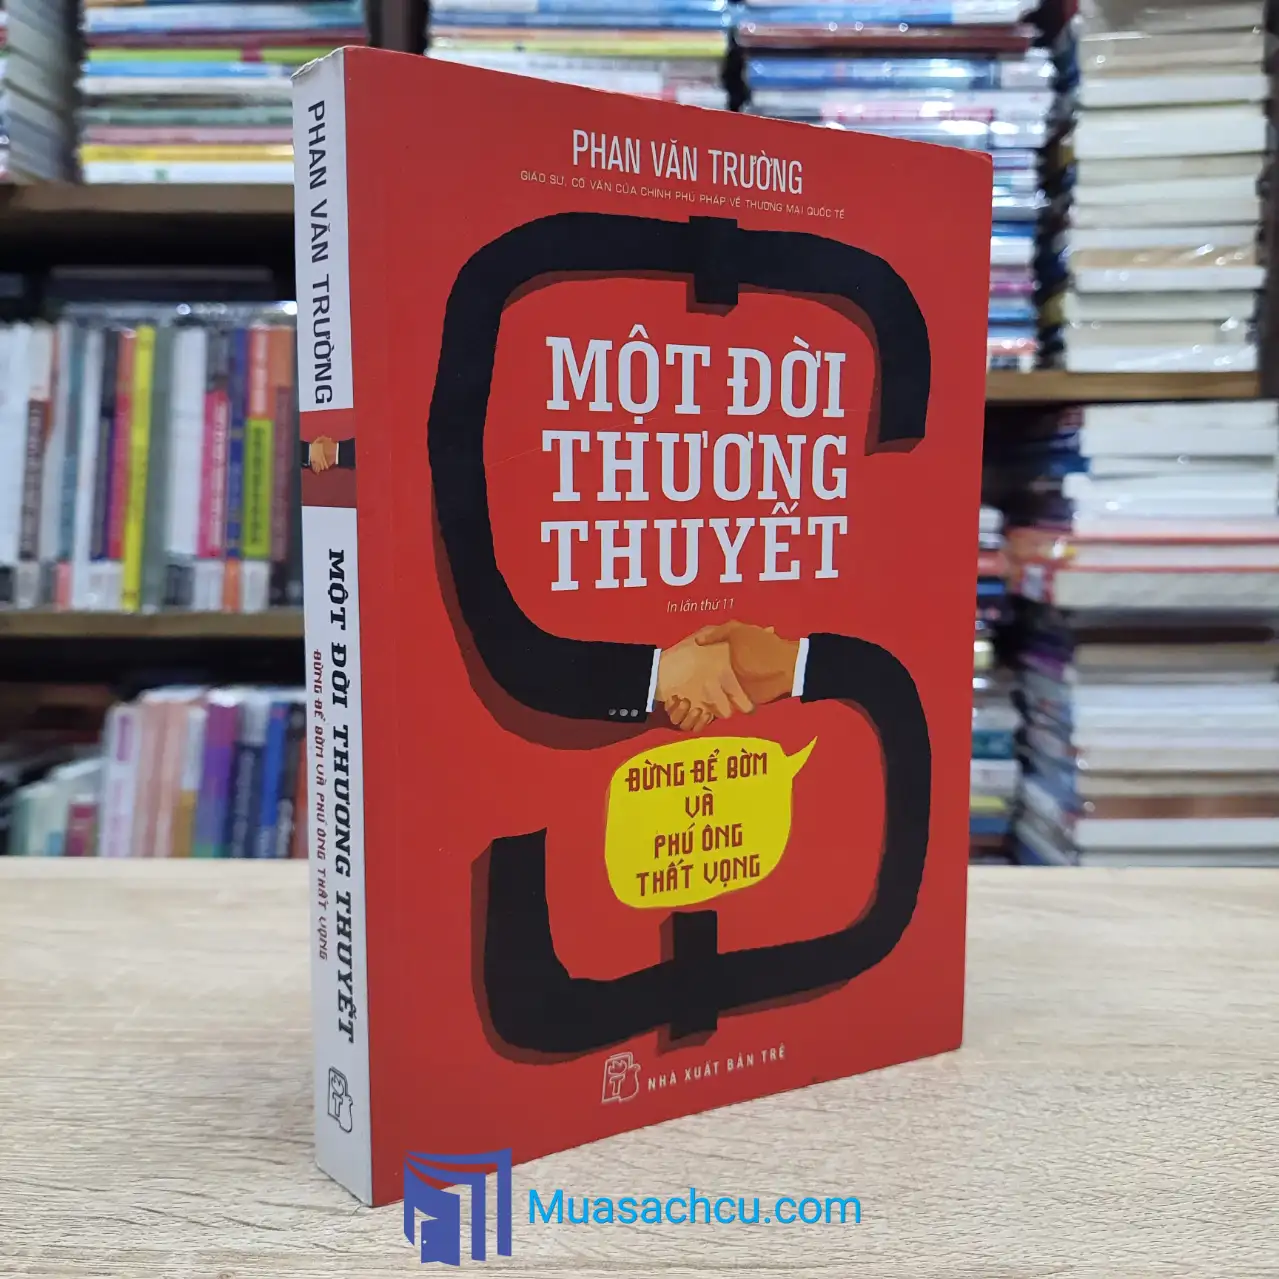 PHAN VĂN TRƯỜNG
GIÁO SƯ, CỐ VẤN CỦA CHÍNH PHỦ PHÁP VỀ THƯƠNG MẠI QUỐC TẾ
MỘT ĐỜI
THƯƠNG
THUYẾT
In lần thứ 11
ĐỪNG ĐỂ BỜM
VÀ
PHÚ ÔNG
THẤT VỌNG
NHÀ XUẤT BẢN TRẺ
PHAN VĂN TRƯỜNG
MỘT ĐỜI THƯƠNG THUYẾT
ĐỪNG ĐỂ BỜM VÀ PHÚ ÔNG THẤT VỌNG
Muasachcu.com